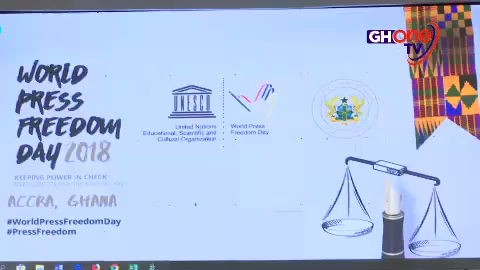 GHOne
TV
WORLD
PRESS
FREEDOM
DAY 2018
KEEPING POWER IN CHECK
ACCRA, GHANA
#WorldPressFreedomDay
#PressFreedom
UNESCO
United Nations
Educational, Scientific and
Cultural Organization
World Press
Freedom Day